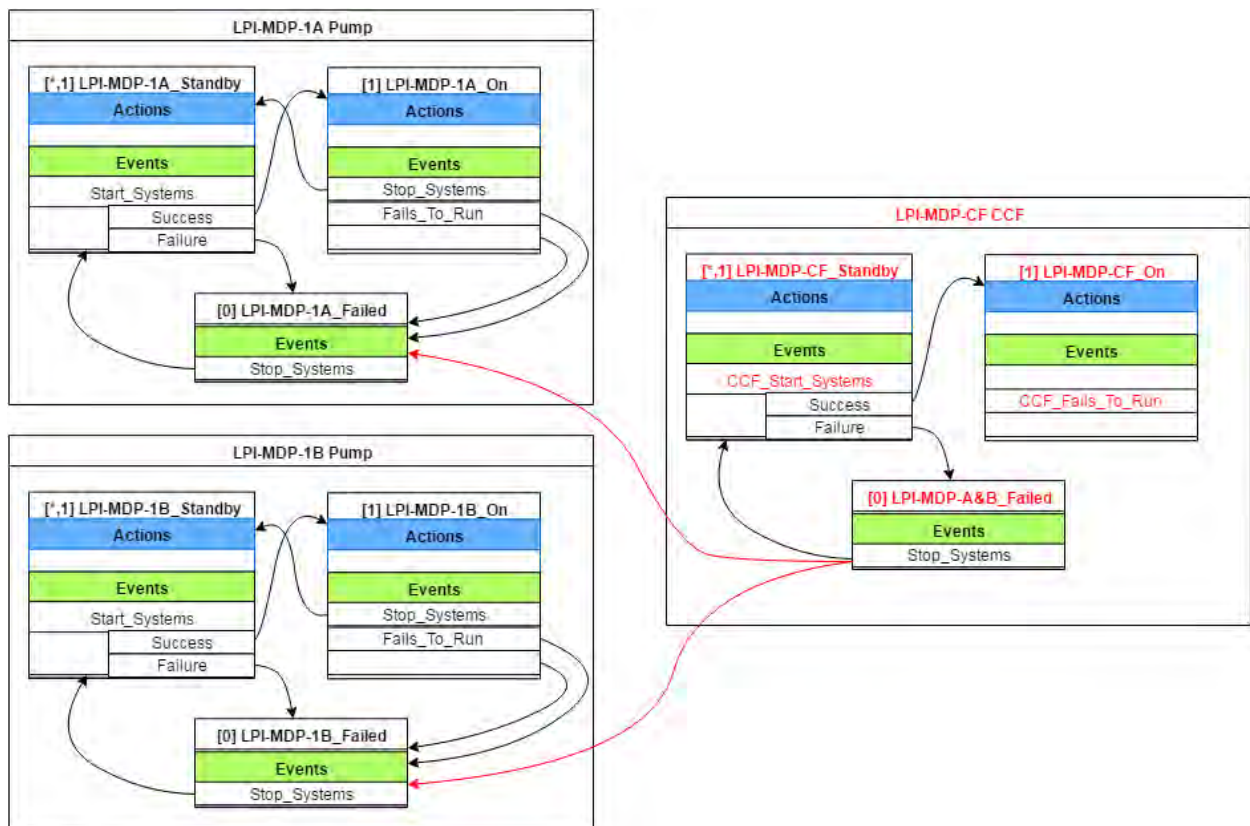 LPI-MDP-1A Pump
[*,1] LPI-MDP-1A_Standby
Actions
Events
Start_Systems
Success
Failure
[1] LPI-MDP-1A_On
Actions
Events
Stop_Systems
Fails_To_Run
[0] LPI-MDP-1A_Failed
Events
Stop_Systems
LPI-MDP-1B Pump
[*,1] LPI-MDP-1B_Standby
Actions
Events
Start_Systems
Success
Failure
[1] LPI-MDP-1B_On
Actions
Events
Stop_Systems
Fails_To_Run
[0] LPI-MDP-1B_Failed
Events
Stop_Systems
LPI-MDP-CF CCF
[*,1] LPI-MDP-CF_Standby
Actions
Events
CCF_Start_Systems
Success
Failure
[1] LPI-MDP-CF_On
Actions
Events
CCF_Fails_To_Run
[0] LPI-MDP-A&B_Failed
Events
Stop_Systems